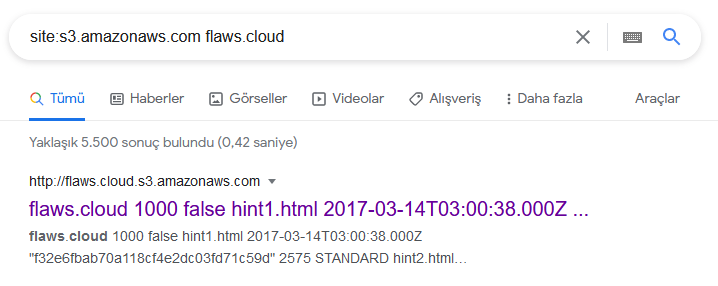 site:s3.amazonaws.com flaws.cloud
Tümü Haberler Görseller Videolar Alışveriş Daha fazla Araçlar
Yaklaşık 5.500 sonuç bulundu (0,42 saniye)
http://flaws.cloud.s3.amazonaws.com
flaws.cloud 1000 false hint1.html 2017-03-14T03:00:38.000Z ...
flaws.cloud 1000 false hint1.html 2017-03-14T03:00:38.000Z
"f32e6fbab70a118cf4e2dc03fd71c59d" 2575 STANDARD hint2.html…